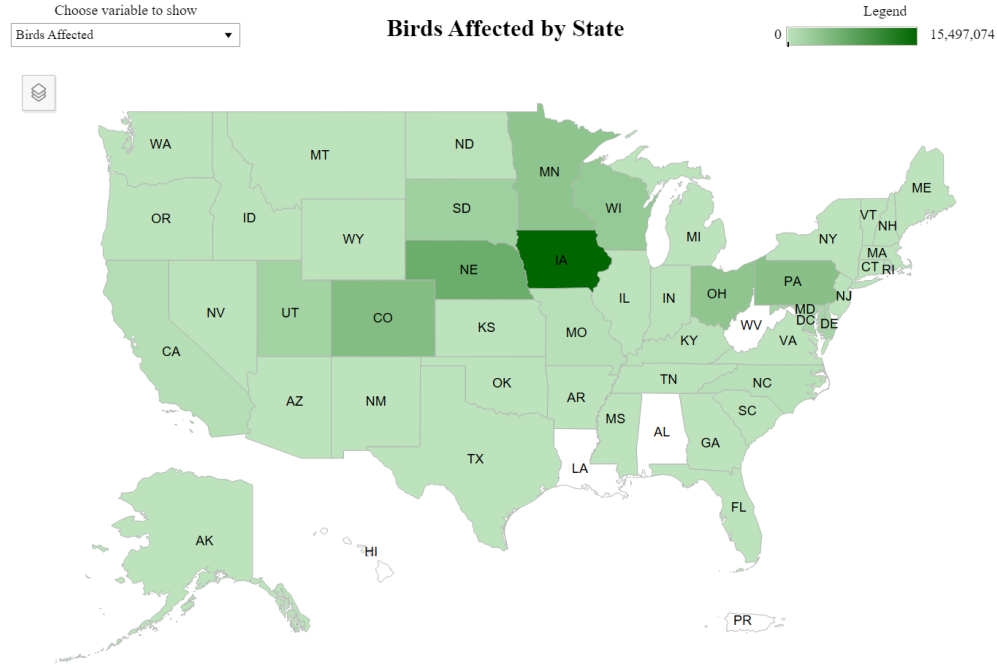 Choose variable to show
Birds Affected
Birds Affected by State
Legend
0
15,497,074
WA
MT
ND
MN
ME
OR
ID
SD
WI
VT
NH
WY
MI
NY
MA
CT
RI
NE
IA
PA
OH
NJ
NV
UT
CO
IL
IN
MD
DC
DE
WV
KS
MO
KY
VA
CA
AZ
NM
OK
TN
NC
AR
SC
MS
AL
GA
TX
LA
FL
AK
HI
PR